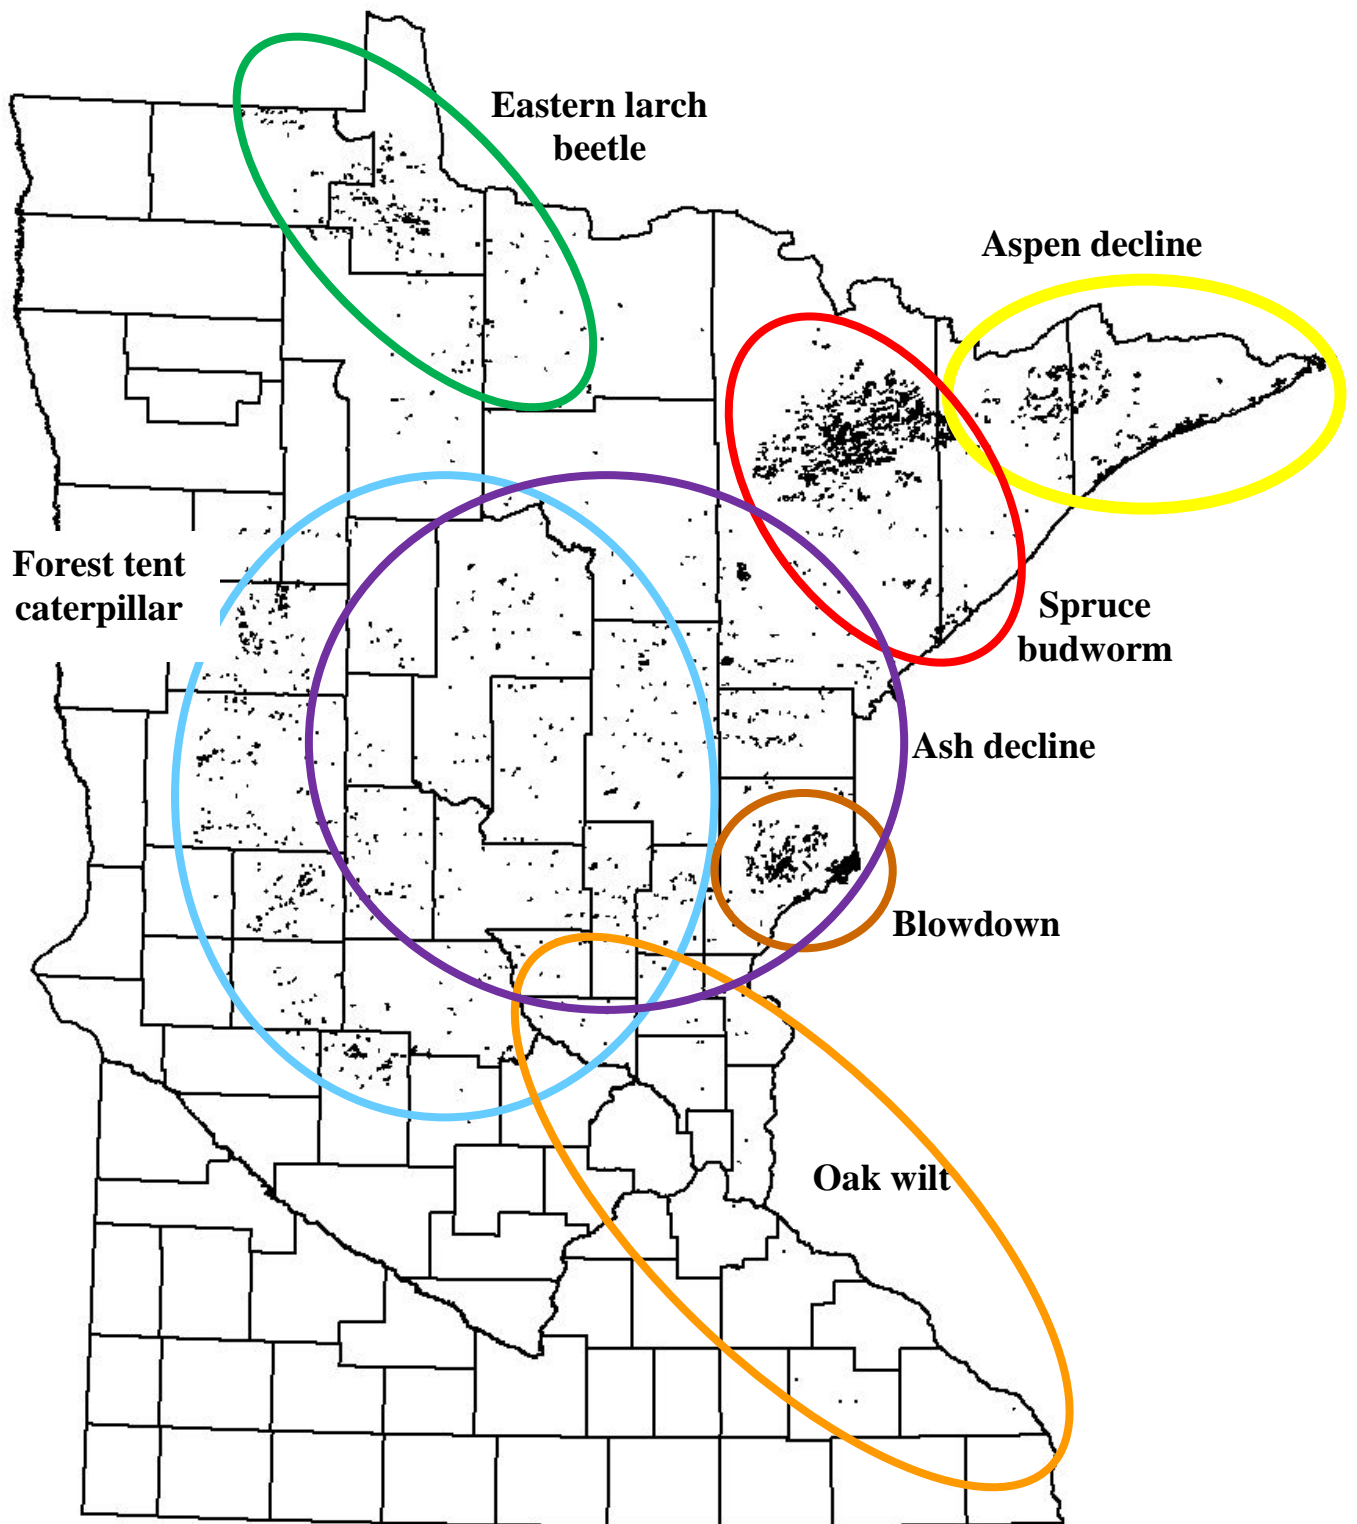 Eastern larch
beetle
Aspen decline
Forest tent
caterpillar
Spruce
budworm
Ash decline
Blowdown
Oak wilt